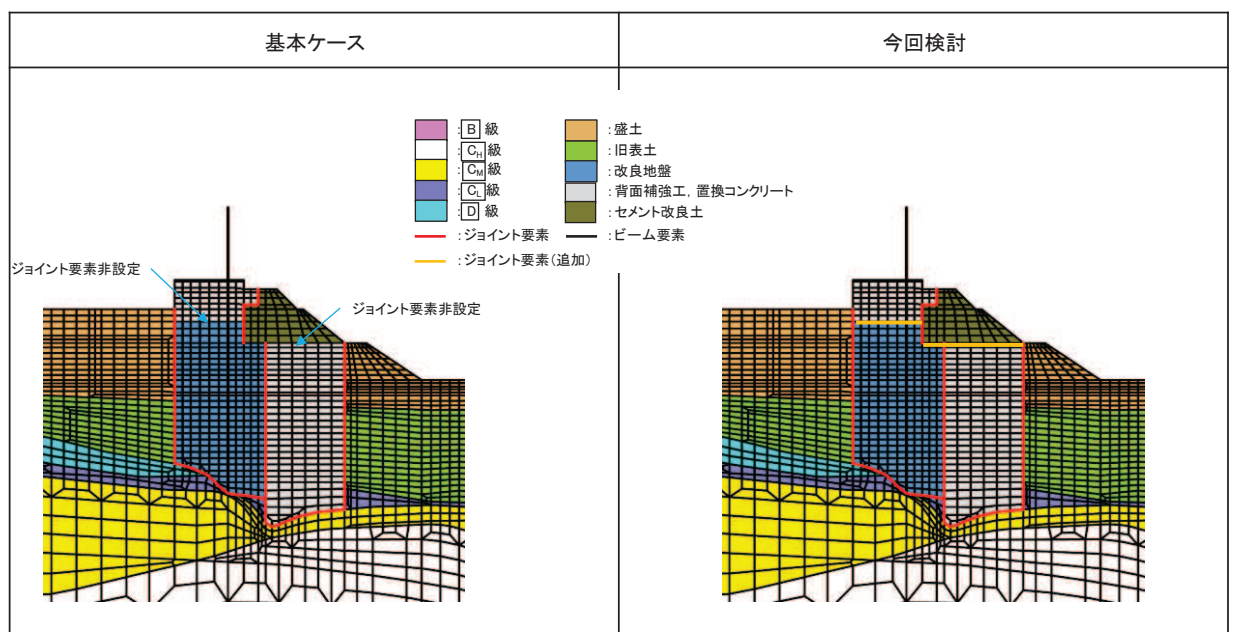 基本ケース
今回検討
:B 級
:CH級
:CM級
:CL級
:D 級
:ジョイント要素
:ジョイント要素(追加)
:盛土
:旧表土
:改良地盤
:背面補強工, 置換コンクリート
:セメント改良土
:ビーム要素
ジョイント要素非設定
ジョイント要素非設定